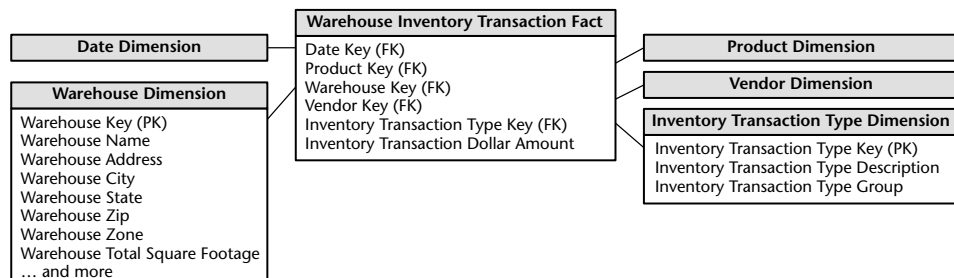 Date Dimension
Warehouse Dimension
Warehouse Key (PK)
Warehouse Name
Warehouse Address
Warehouse City
Warehouse State
Warehouse Zip
Warehouse Zone
Warehouse Total Square Footage
... and more
Warehouse Inventory Transaction Fact
Date Key (FK)
Product Key (FK)
Warehouse Key (FK)
Vendor Key (FK)
Inventory Transaction Type Key (FK)
Inventory Transaction Dollar Amount
Product Dimension
Vendor Dimension
Inventory Transaction Type Dimension
Inventory Transaction Type Key (PK)
Inventory Transaction Type Description
Inventory Transaction Type Group